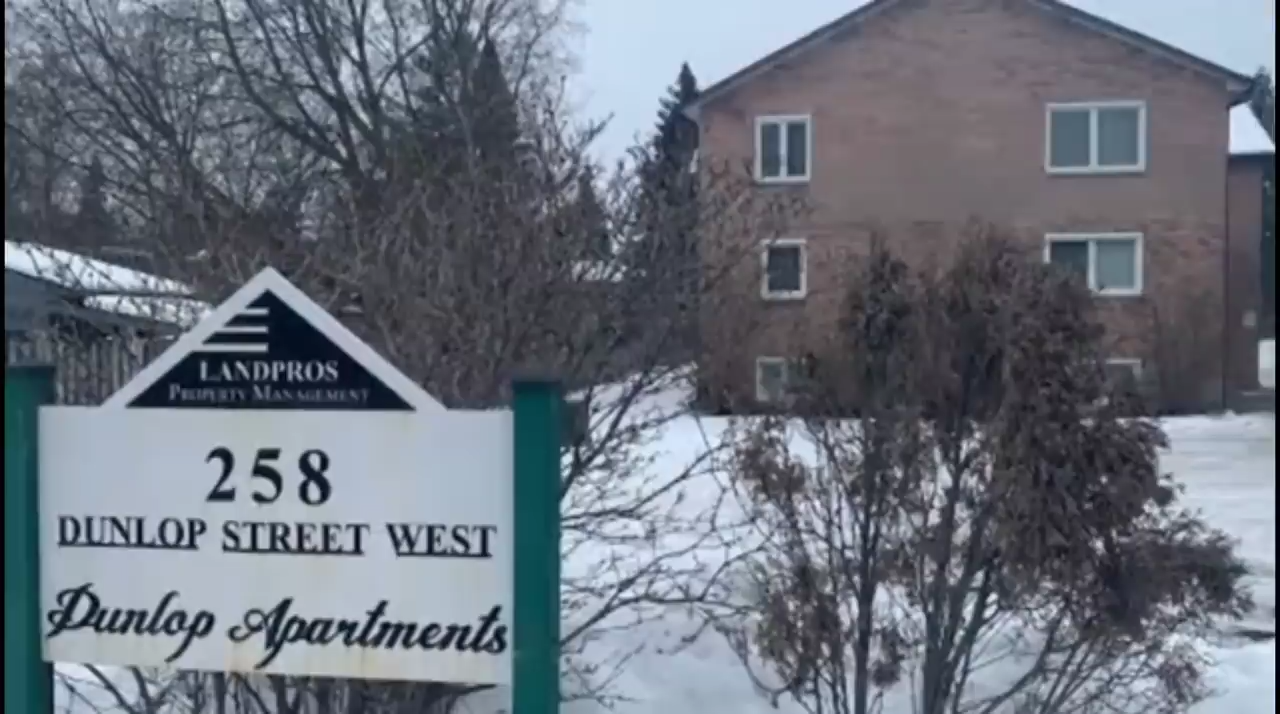 LANDPROS
PROPERTY MANAGEMENT
258
DUNLOP STREET WEST
Dunlop Apartments